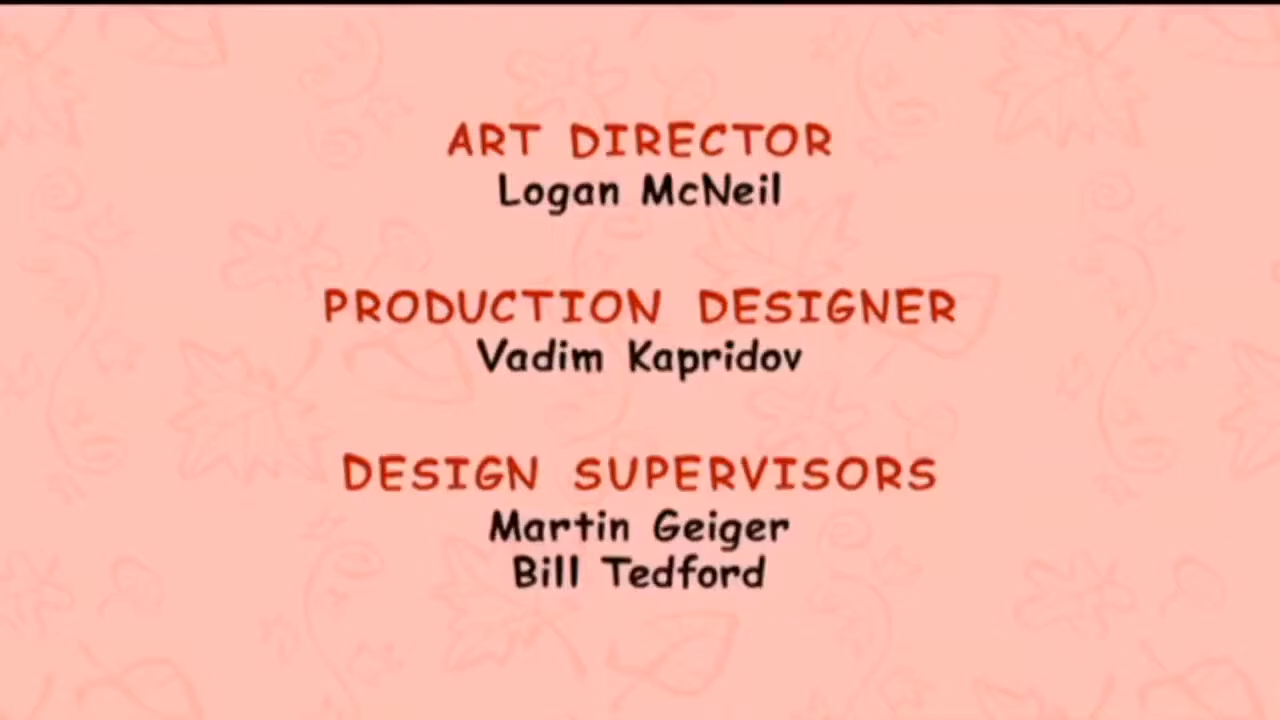 ART DIRECTOR
Logan McNeil
PRODUCTION DESIGNER
Vadim Kapridov
DESIGN SUPERVISORS
Martin Geiger
Bill Tedford